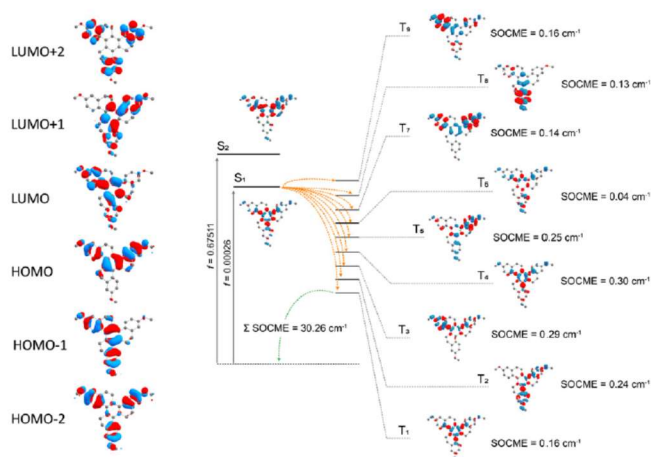 LUMO+2
LUMO+1
LUMO
HOMO
HOMO-1
HOMO-2
S₂
S₁
f = 0.67511
f = 0.00026
Σ SOCME = 30.26 cm⁻¹
T₉
SOCME = 0.16 cm⁻¹
T₈
SOCME = 0.13 cm⁻¹
T₇
SOCME = 0.14 cm⁻¹
T₆
SOCME = 0.04 cm⁻¹
T₅
SOCME = 0.25 cm⁻¹
T₄
SOCME = 0.30 cm⁻¹
T₃
SOCME = 0.29 cm⁻¹
T₂
SOCME = 0.24 cm⁻¹
T₁
SOCME = 0.16 cm⁻¹